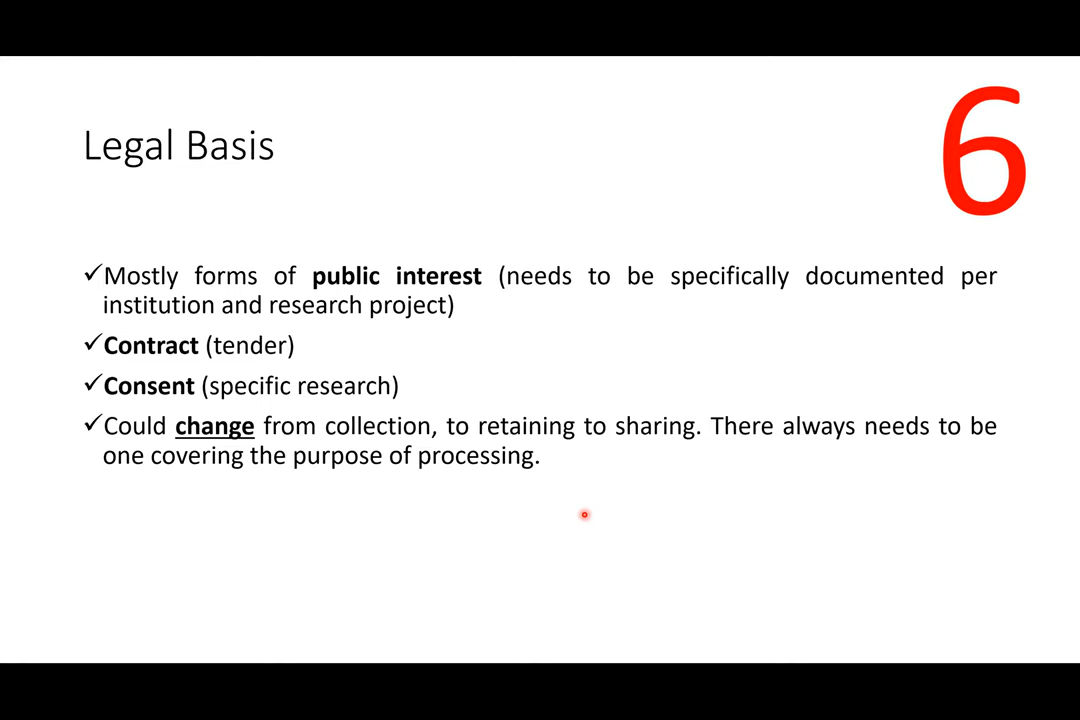 6
Legal Basis
✓Mostly forms of public interest (needs to be specifically documented per
institution and research project)
✓Contract (tender)
✓Consent (specific research)
✓Could change from collection, to retaining to sharing. There always needs to be
one covering the purpose of processing.